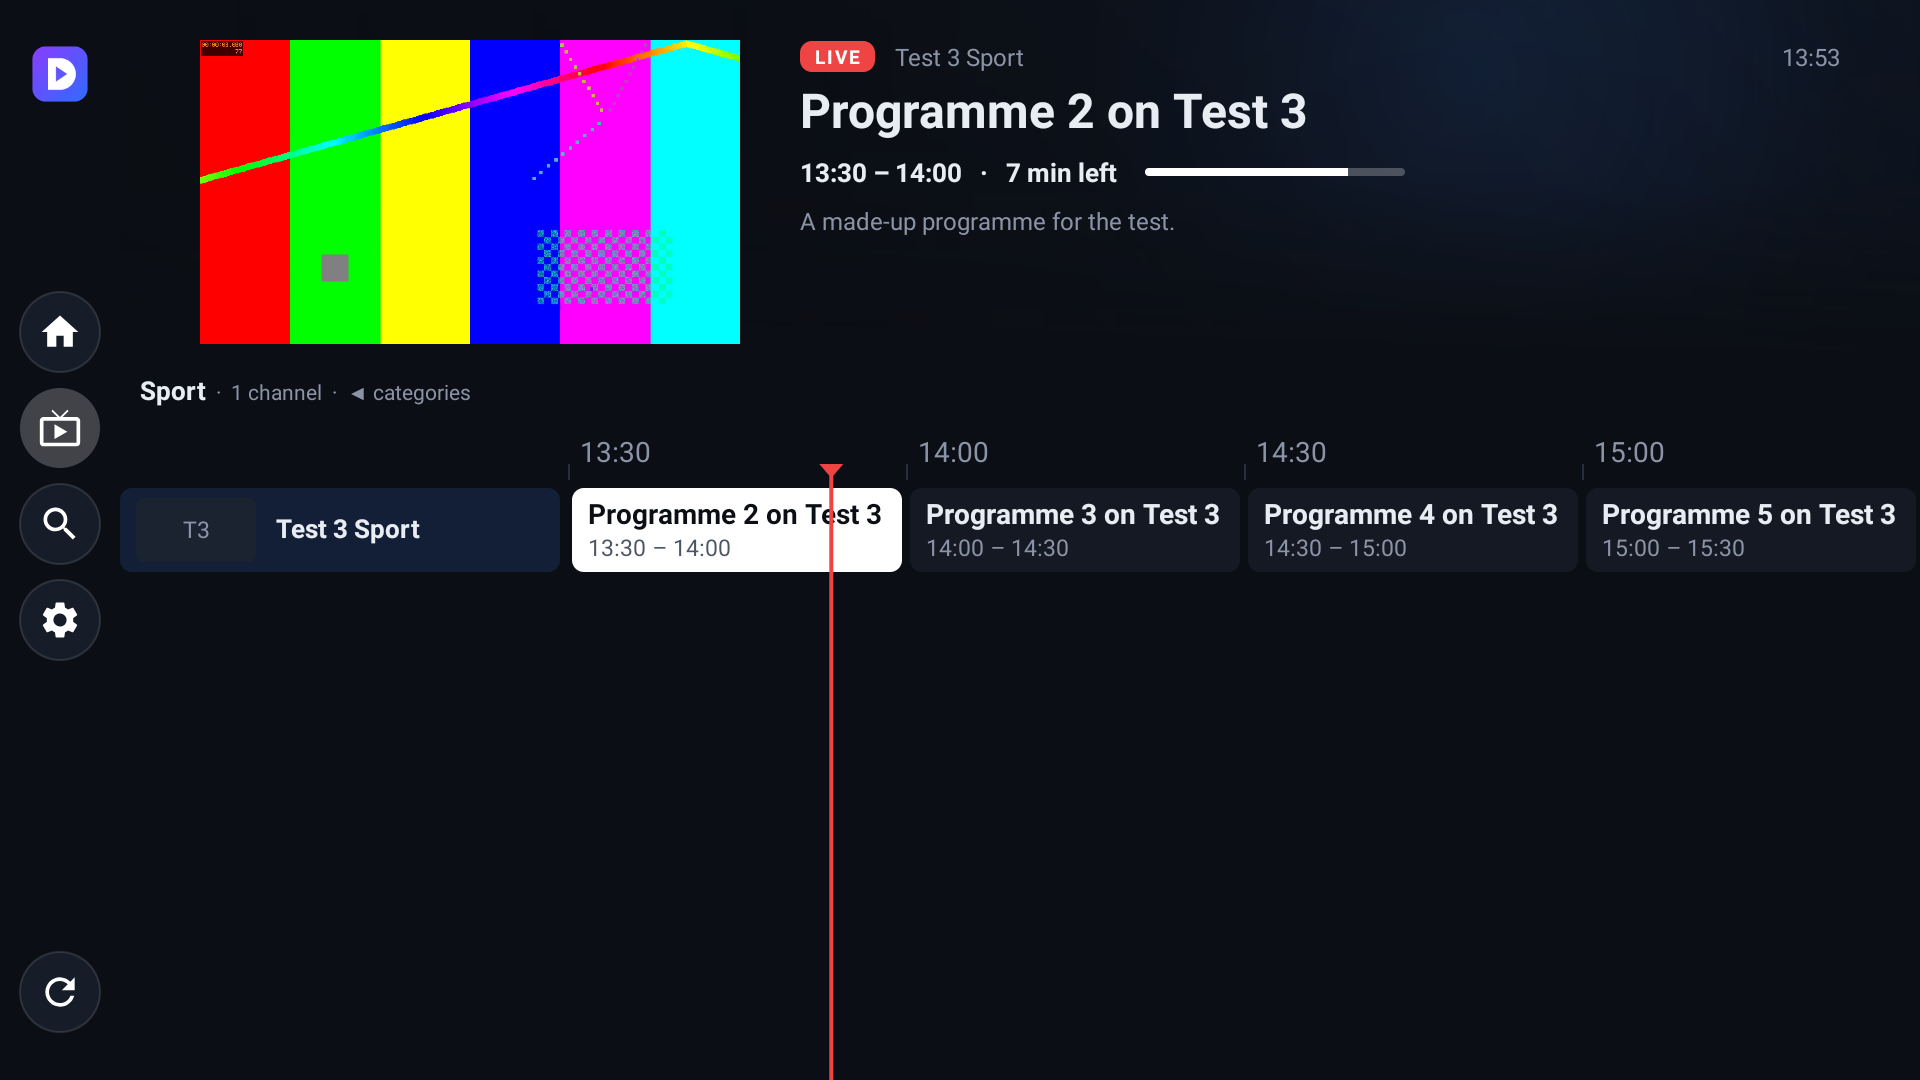 LIVE Test 3 Sport 13:53
Programme 2 on Test 3
13:30 – 14:00 · 7 min left
A made-up programme for the test.
Sport · 1 channel · ◄ categories
13:30 14:00 14:30 15:00
T3 Test 3 Sport
Programme 2 on Test 3
13:30 – 14:00
Programme 3 on Test 3
14:00 – 14:30
Programme 4 on Test 3
14:30 – 15:00
Programme 5 on Test 3
15:00 – 15:30